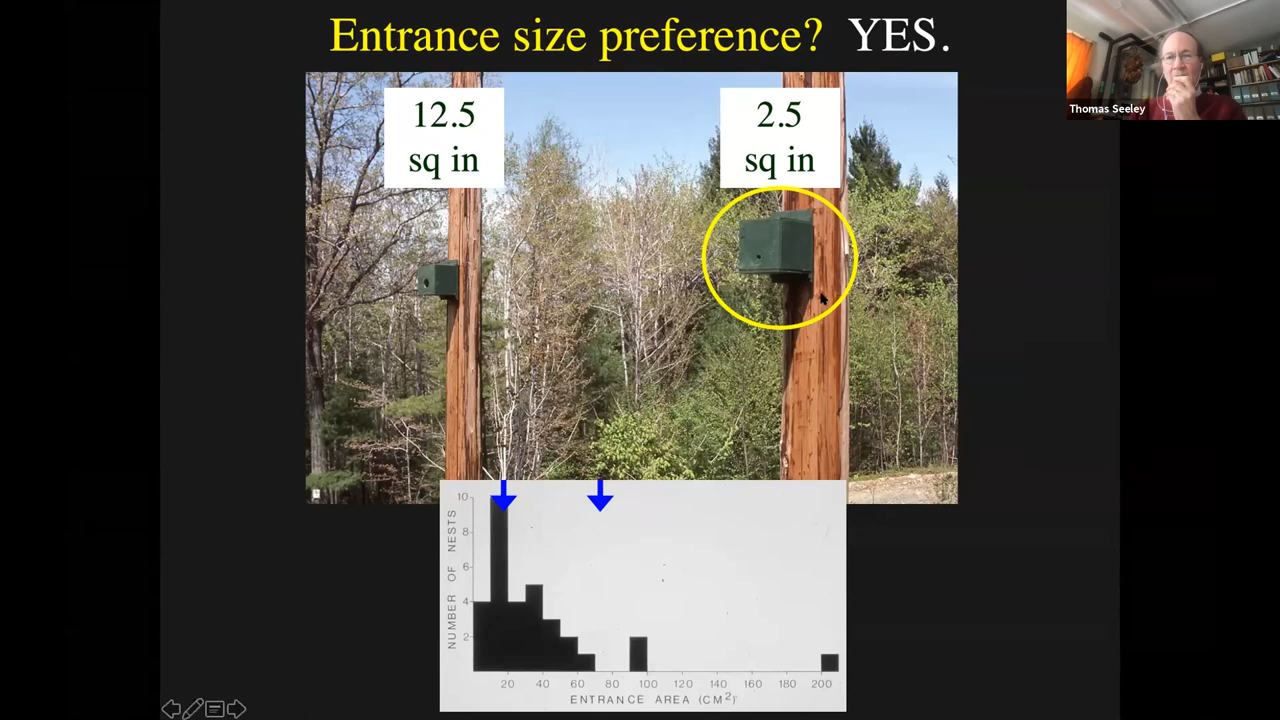 Entrance size preference? YES.
Thomas Seeley
12.5
sq in
2.5
sq in
NUMBER OF NESTS
10
8
6
4
2
20 40 60 80 100 120 140 160 180 200
ENTRANCE AREA (CM²)